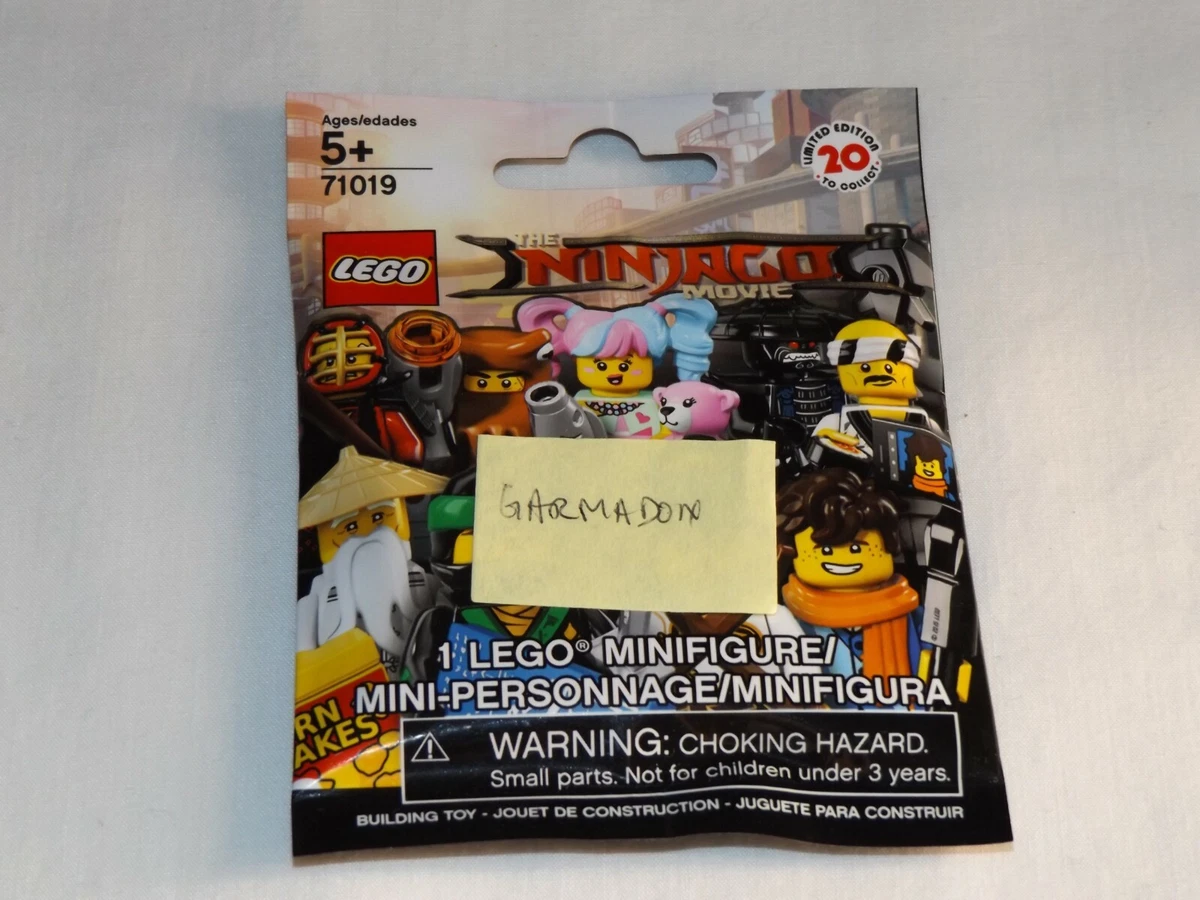 Ages/edades
5+
71019
LIMITED EDITION
20
TO COLLECT
LEGO
THE
NINJAGO
MOVIE
GARMADON
1 LEGO® MINIFIGURE/
MINI-PERSONNAGE/MINIFIGURA
RN
AKES
WARNING: CHOKING HAZARD.
Small parts. Not for children under 3 years.
BUILDING TOY - JOUET DE CONSTRUCTION - JUGUETE PARA CONSTRUIR